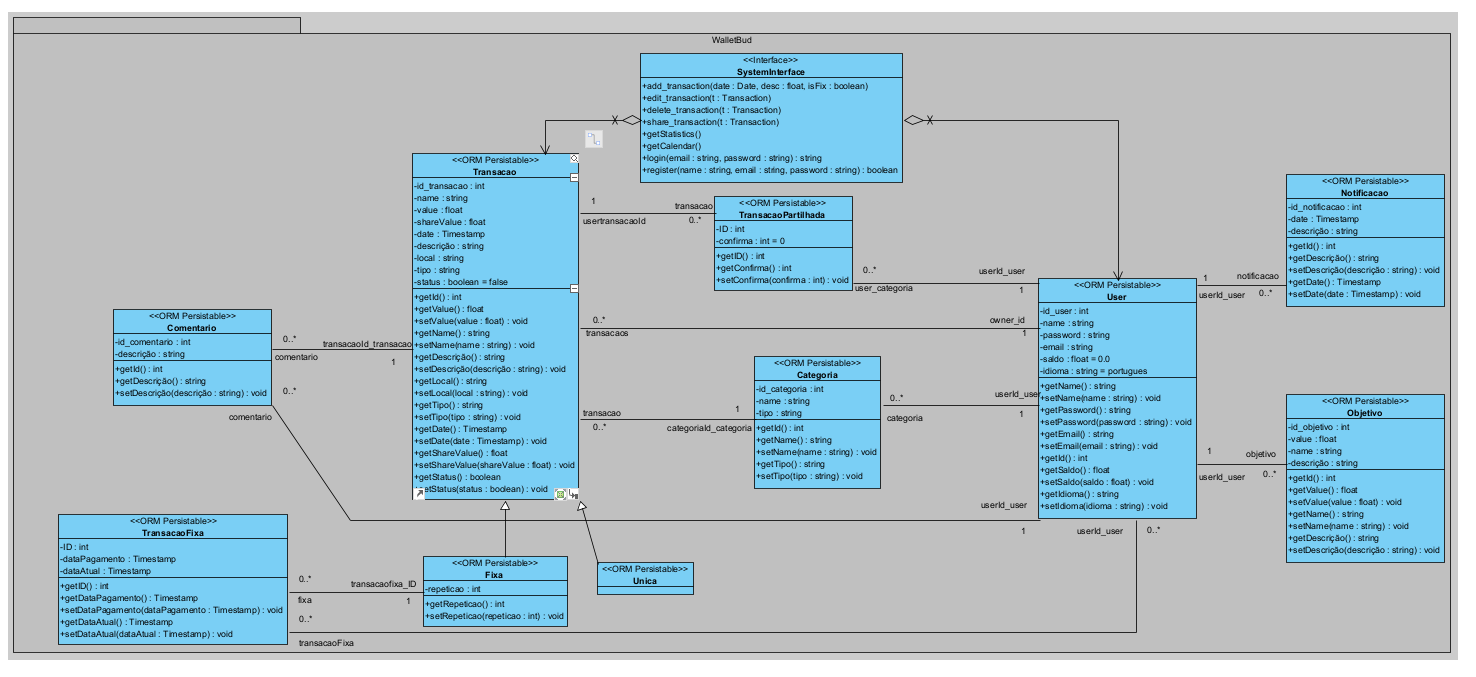 WalletBud
<<Interface>>
SystemInterface
+add_transaction(date : Date, desc : float, isFix : boolean)
+edit_transaction(t : Transaction)
+delete_transaction(t : Transaction)
+share_transaction(t : Transaction)
+getStatistics()
+getCalendar()
+login(email : string, password : string) : string
+register(name : string, email : string, password : string) : boolean
<<ORM Persistable>>
Transacao
-id_transacao : int
-name : string
-value : float
-shareValue : float
-date : Timestamp
-descrição : string
-local : string
-tipo : string
-status : boolean = false
+getId() : int
+getValue() : float
+setValue(value : float) : void
+getName() : string
+setName(name : string) : void
+getDescrição() : string
+setDescrição(descrição : string) : void
+getLocal() : string
+setLocal(local : string) : void
+getTipo() : string
+setTipo(tipo : string) : void
+getDate() : Timestamp
+setDate(date : Timestamp) : void
+getShareValue() : float
+setShareValue(shareValue : float) : void
+getStatus() : boolean
etStatus(status : boolean) : void
1
usertransacaoId
transacao
0..*
<<ORM Persistable>>
TransacaoPartilhada
-ID : int
-confirma : int = 0
+getID() : int
+getConfirma() : int
+setConfirma(confirma : int) : void
0..*
user_categoria
userId_user
1
<<ORM Persistable>>
Notificacao
-id_notificacao : int
-date : Timestamp
-descrição : string
+getId() : int
+getDescrição() : string
+setDescrição(descrição : string) : void
+getDate() : Timestamp
+setDate(date : Timestamp) : void
1
userId_user
notificacao
0..*
<<ORM Persistable>>
User
-id_user : int
-name : string
-password : string
-email : string
-saldo : float = 0.0
-idioma : string = portugues
+getName() : string
+setName(name : string) : void
+getPassword() : string
+setPassword(password : string) : void
+getEmail() : string
+setEmail(email : string) : void
+getId() : int
+getSaldo() : float
+setSaldo(saldo : float) : void
+getIdioma() : string
+setIdioma(idioma : string) : void
0..*
transacaos
owner_id
1
<<ORM Persistable>>
Comentario
-id_comentario : int
-descrição : string
+getId() : int
+getDescrição() : string
+setDescrição(descrição : string) : void
0..*
comentario
transacaoId_transacao
1
0..*
comentario
<<ORM Persistable>>
Categoria
-id_categoria : int
-name : string
-tipo : string
+getId() : int
+getName() : string
+setName(name : string) : void
+getTipo() : string
+setTipo(tipo : string) : void
transacao
0..*
1
categoriaId_categoria
0..*
categoria
userId_user
1
<<ORM Persistable>>
Objetivo
-id_objetivo : int
-value : float
-name : string
-descrição : string
+getId() : int
+getValue() : float
+setValue(value : float) : void
+getName() : string
+setName(name : string) : void
+getDescrição() : string
+setDescrição(descrição : string) : void
1
userId_user
objetivo
0..*
userId_user
1
userId_user
0..*
<<ORM Persistable>>
TransacaoFixa
-ID : int
-dataPagamento : Timestamp
-dataAtual : Timestamp
+getID() : int
+getDataPagamento() : Timestamp
+setDataPagamento(dataPagamento : Timestamp) : void
+getDataAtual() : Timestamp
+setDataAtual(dataAtual : Timestamp) : void
0..*
fixa
transacaofixa_ID
1
0..*
transacaoFixa
<<ORM Persistable>>
Fixa
-repeticao : int
+getRepeticao() : int
+setRepeticao(repeticao : int) : void
<<ORM Persistable>>
Unica